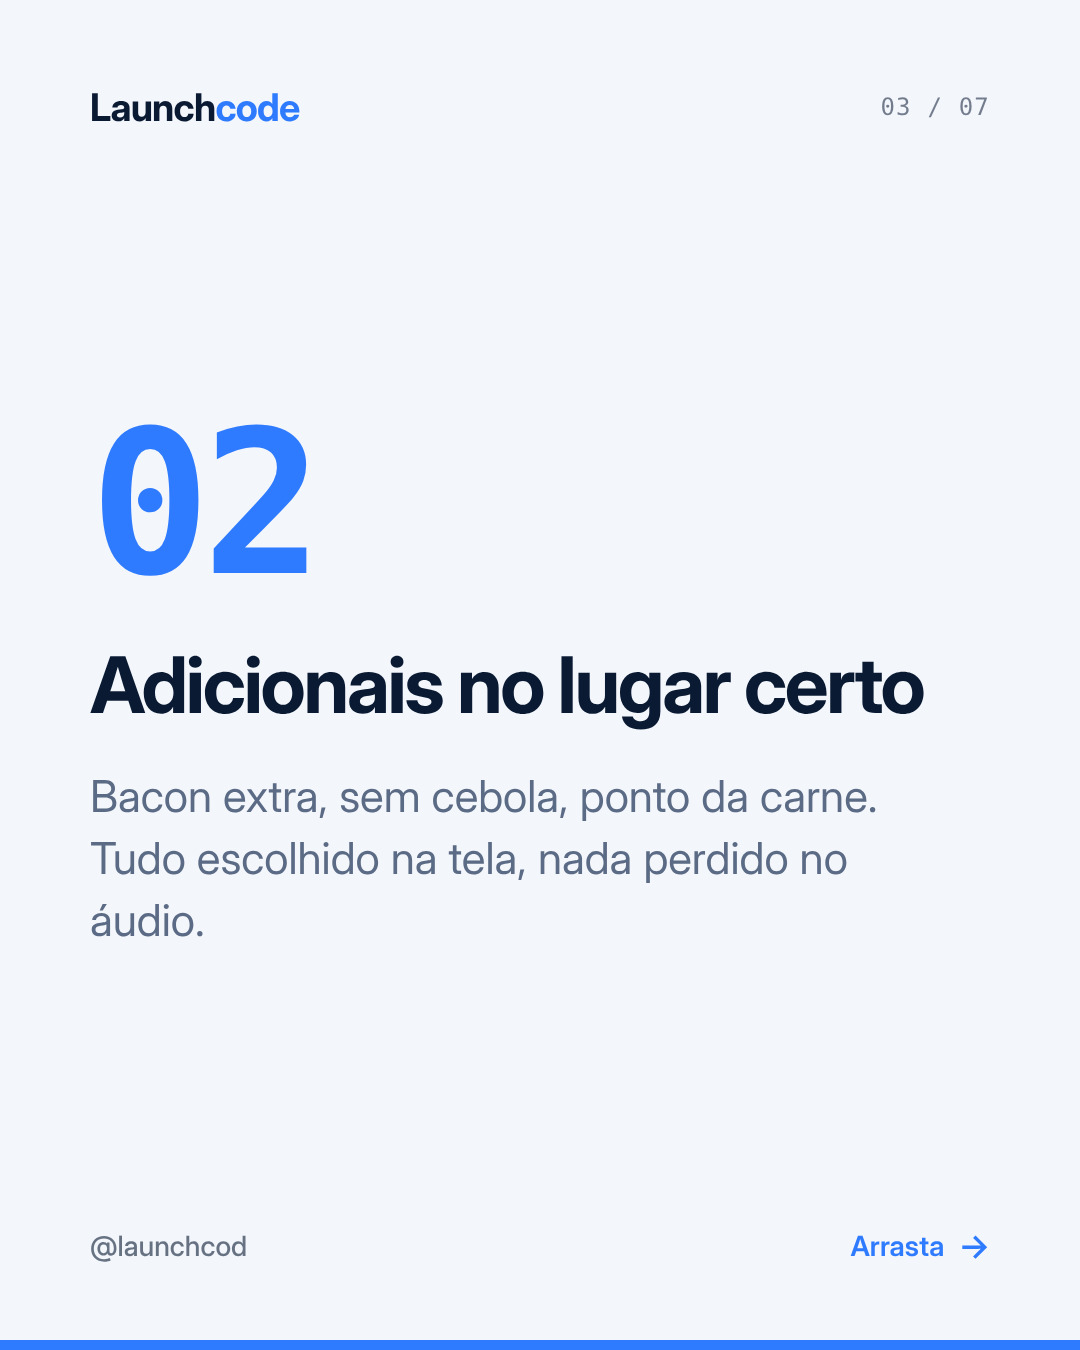 Launchcode
03 / 07
02
Adicionais no lugar certo
Bacon extra, sem cebola, ponto da carne.
Tudo escolhido na tela, nada perdido no
áudio.
@launchcod
Arrasta →